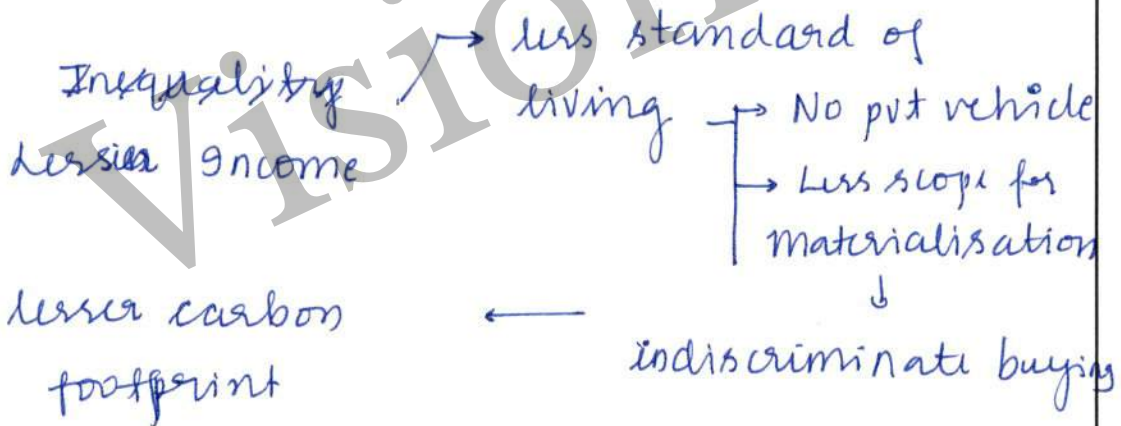 Inequality → less standard of
living → No pvt vehicle
Lesser Income
→ Less scope for
materialisation
↓
lesser carbon ← indiscriminate buying
footprint
Vision